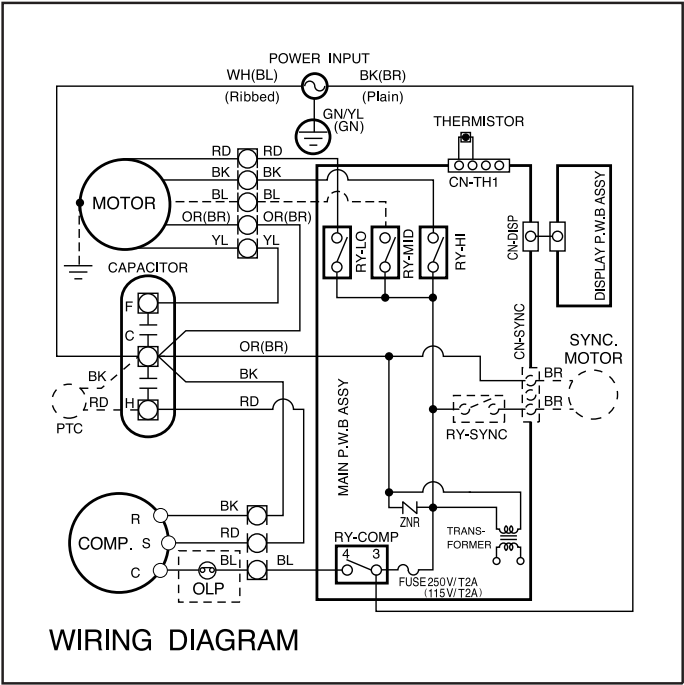 POWER INPUT
WH(BL)
BK(BR)
(Ribbed)
(Plain)
GN/YL
(GN)
THERMISTOR
RD
RD
BK
BK
CN-TH1
MOTOR
BL
BL
OR(BR)
OR(BR)
YL
YL
RY-LO
RY-MID
RY-HI
CN-DISP
DISPLAY P.W.B ASSY
CAPACITOR
F
C
H
OR(BR)
CN-SYNC
SYNC.
MOTOR
BK
BK
BR
RD
RD
BR
PTC
MAIN P.W.B ASSY
RY-SYNC
R
BK
ZNR
TRANS-
FORMER
COMP.
S
RD
RY-COMP
C
BL
BL
4
3
OLP
FUSE 250V/T2A
(115V/T2A)
WIRING DIAGRAM